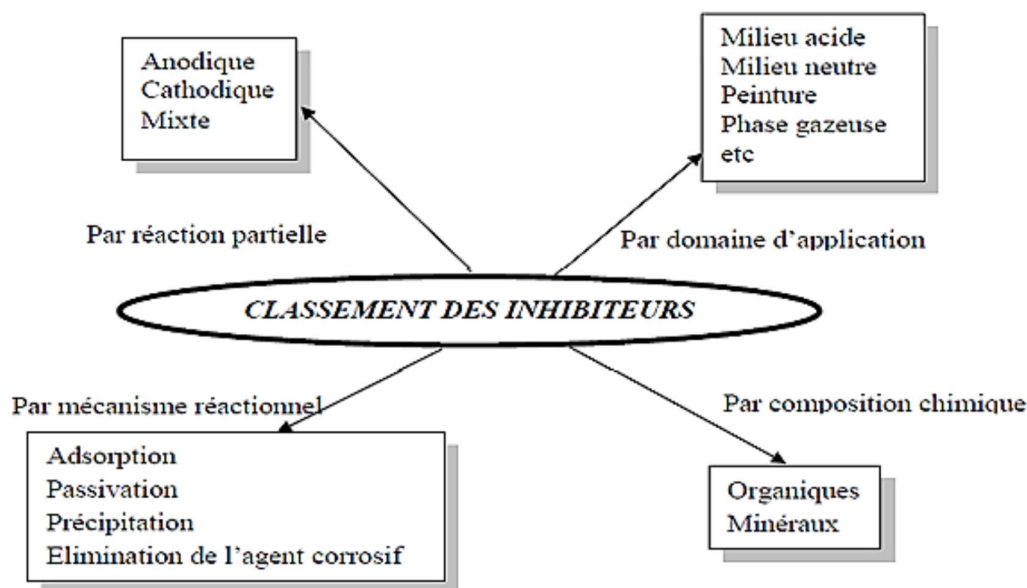 Anodique
Cathodique
Mixte
Milieu acide
Milieu neutre
Peinture
Phase gazeuse
etc
Par réaction partielle
Par domaine d’application
CLASSEMENT DES INHIBITEURS
Par mécanisme réactionnel
Par composition chimique
Adsorption
Passivation
Précipitation
Elimination de l’agent corrosif
Organiques
Minéraux